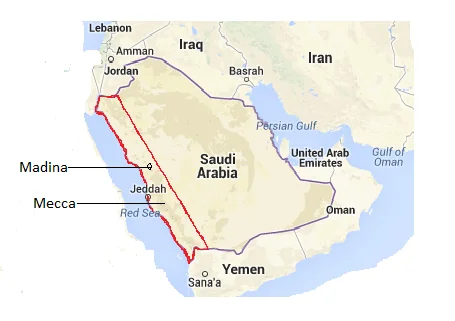 Lebanon
Amman
Jordan
Iraq
Iran
Basrah
Persian Gulf
Madina
Saudi
Arabia
United Arab
Emirates
Gulf of
Oman
Jeddah
Mecca
Red Sea
Oman
Yemen
Sana'a